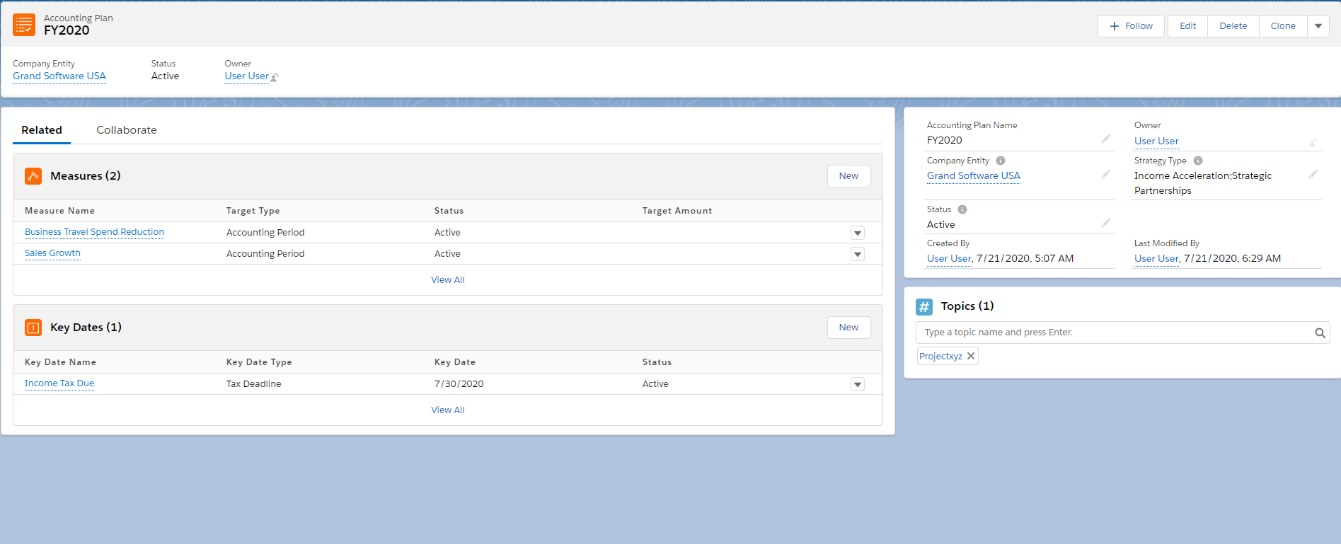 Accounting Plan
FY2020
Follow Edit Delete Clone
Company Entity Status Owner
Grand Software USA Active User User
Related Collaborate
Measures (2) New
Measure Name Target Type Status Target Amount
Business Travel Spend Reduction Accounting Period Active
Sales Growth Accounting Period Active
View All
Key Dates (1) New
Key Date Name Key Date Type Key Date Status
Income Tax Due Tax Deadline 7/30/2020 Active
View All
Accounting Plan Name Owner
FY2020 User User
Company Entity Strategy Type
Grand Software USA Income Acceleration;Strategic
Partnerships
Status
Active
Created By Last Modified By
User User, 7/21/2020, 5:07 AM User User, 7/21/2020, 6:29 AM
# Topics (1)
Type a topic name and press Enter.
Projectxyz